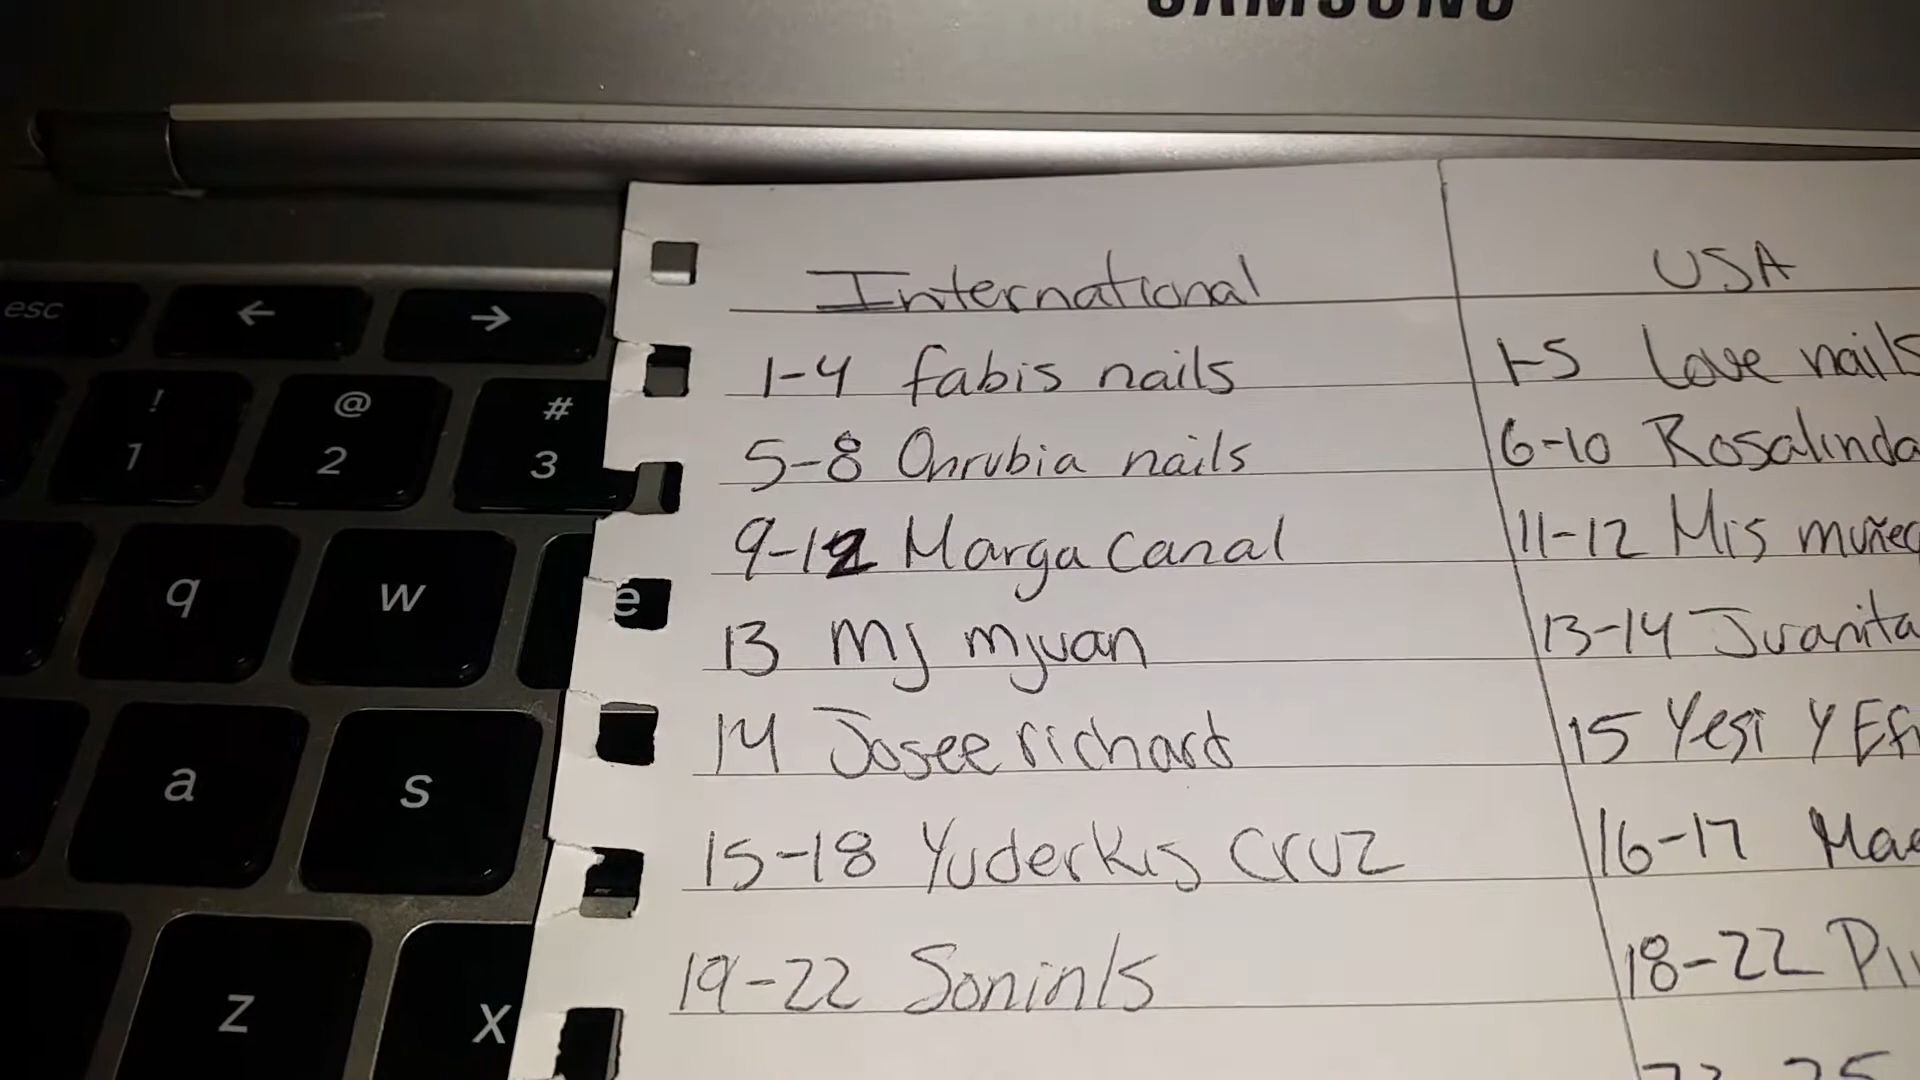 SAMSUNG
International
USA
1-4 fabis nails
1-5 Love nails
5-8 Onrubia nails
6-10 Rosalinda
9-12 Marga Canal
11-12 Mis muñec
13 MJ mjuan
13-14 Juanita
14 Josee richard
15 Yesi Y Efi
15-18 Yuderkis Cruz
16-17 Mac
19-22 Soninls
18-22
esc ← →
! @ #
1 2 3
q w e
a s
z x